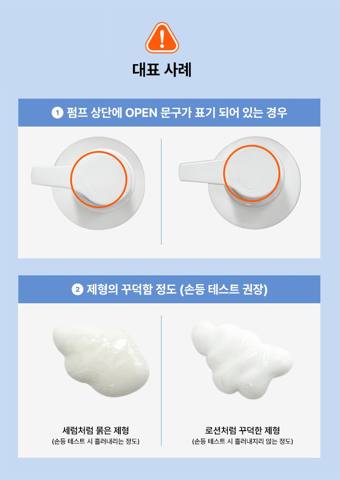 대표 사례
1 펌프 상단에 OPEN 문구가 표기 되어 있는 경우
2 제형의 꾸덕함 정도 (손등 테스트 권장)
세럼처럼 묽은 제형
로션처럼 꾸덕한 제형
(손등 테스트 시 흘러내리는 정도)
(손등 테스트 시 흘러내리지 않는 정도)